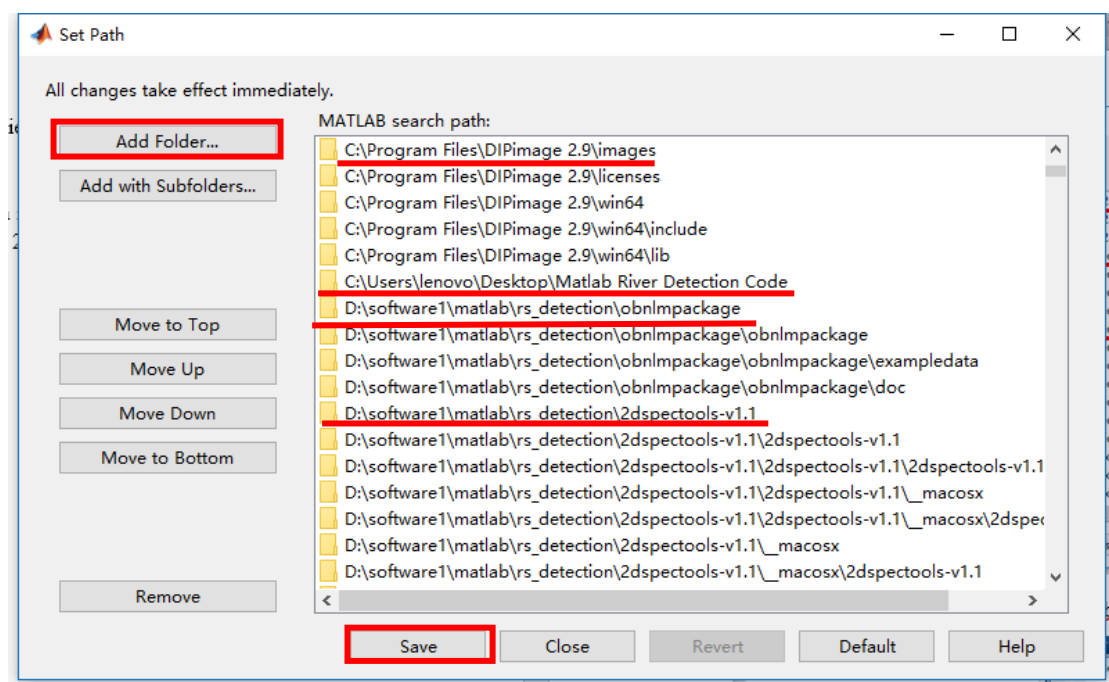 Set Path
All changes take effect immediately.
MATLAB search path:
Add Folder...
Add with Subfolders...
Move to Top
Move Up
Move Down
Move to Bottom
Remove
C:\Program Files\DIPimage 2.9\images
C:\Program Files\DIPimage 2.9\licenses
C:\Program Files\DIPimage 2.9\win64
C:\Program Files\DIPimage 2.9\win64\include
C:\Program Files\DIPimage 2.9\win64\lib
C:\Users\lenovo\Desktop\Matlab River Detection Code
D:\software1\matlab\rs_detection\obnlmpackage
D:\software1\matlab\rs_detection\obnlmpackage\obnlmpackage
D:\software1\matlab\rs_detection\obnlmpackage\obnlmpackage\exampledata
D:\software1\matlab\rs_detection\obnlmpackage\obnlmpackage\doc
D:\software1\matlab\rs_detection\2dspectools-v1.1
D:\software1\matlab\rs_detection\2dspectools-v1.1\2dspectools-v1.1
D:\software1\matlab\rs_detection\2dspectools-v1.1\2dspectools-v1.1\2dspectools-v1.1
D:\software1\matlab\rs_detection\2dspectools-v1.1\2dspectools-v1.1\__macosx
D:\software1\matlab\rs_detection\2dspectools-v1.1\2dspectools-v1.1\__macosx\2dspec
D:\software1\matlab\rs_detection\2dspectools-v1.1\__macosx
D:\software1\matlab\rs_detection\2dspectools-v1.1\__macosx\2dspectools-v1.1
Save
Close
Revert
Default
Help